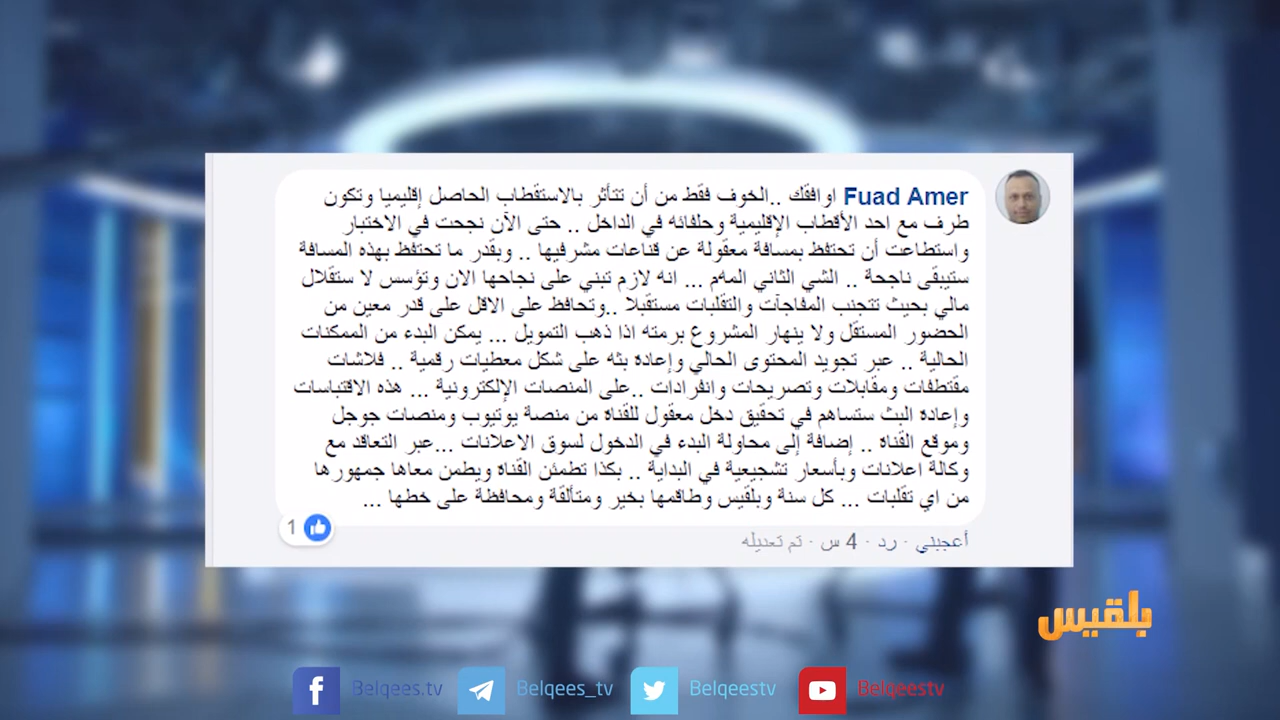 Fuad Amer اوافقك ..الخوف فقط من أن تتأثر بالاستقطاب الحاصل إقليميا وتكون
طرف مع احد الأقطاب الإقليمية وحلفائه في الداخل .. حتى الآن نجحت في الاختبار
واستطاعت أن تحتفظ بمسافة معقولة عن قناعات مشرفيها .. وبقدر ما تحتفظ بهذه المسافة
ستيبقى ناجحة .. الشي الثاني المهم ... انه لازم تبني على نجاحها الان وتؤسس لا ستقلال
مالي بحيث تتجنب المفاجآت والتقلبات مستقبلا ..وتحافظ على الاقل على قدر معين من
الحضور المستقل ولا ينهار المشروع برمته اذا ذهب التمويل ... يمكن البدء من الممكنات
الحالية .. عبر تجويد المحتوى الحالي وإعادة بثه على شكل معطيات رقمية .. فلاشات
مقتطفات ومقابلات وتصريحات وانفرادات ..على المنصات الإلكترونية ... هذه الاقتباسات
وإعادة البث ستساهم في تحقيق دخل معقول للقناة من منصة يوتيوب ومنصات جوجل
وموقع القناة .. إضافة إلى محاولة البدء في الدخول لسوق الاعلانات ...عبر التعاقد مع
وكالة اعلانات وبأسعار تشجيعية في البداية .. بكذا تطمئن القناة ويطمن معاها جمهورها
من اي تقلبات ... كل سنة وبلقيس وطاقمها بخير ومتألقة ومحافظة على خطها ...
1
أعجبني · رد · 4 س · تم تعديله
بلقيس
Belqees.tv
Belqees_tv
Belqeestv
Belqeestv